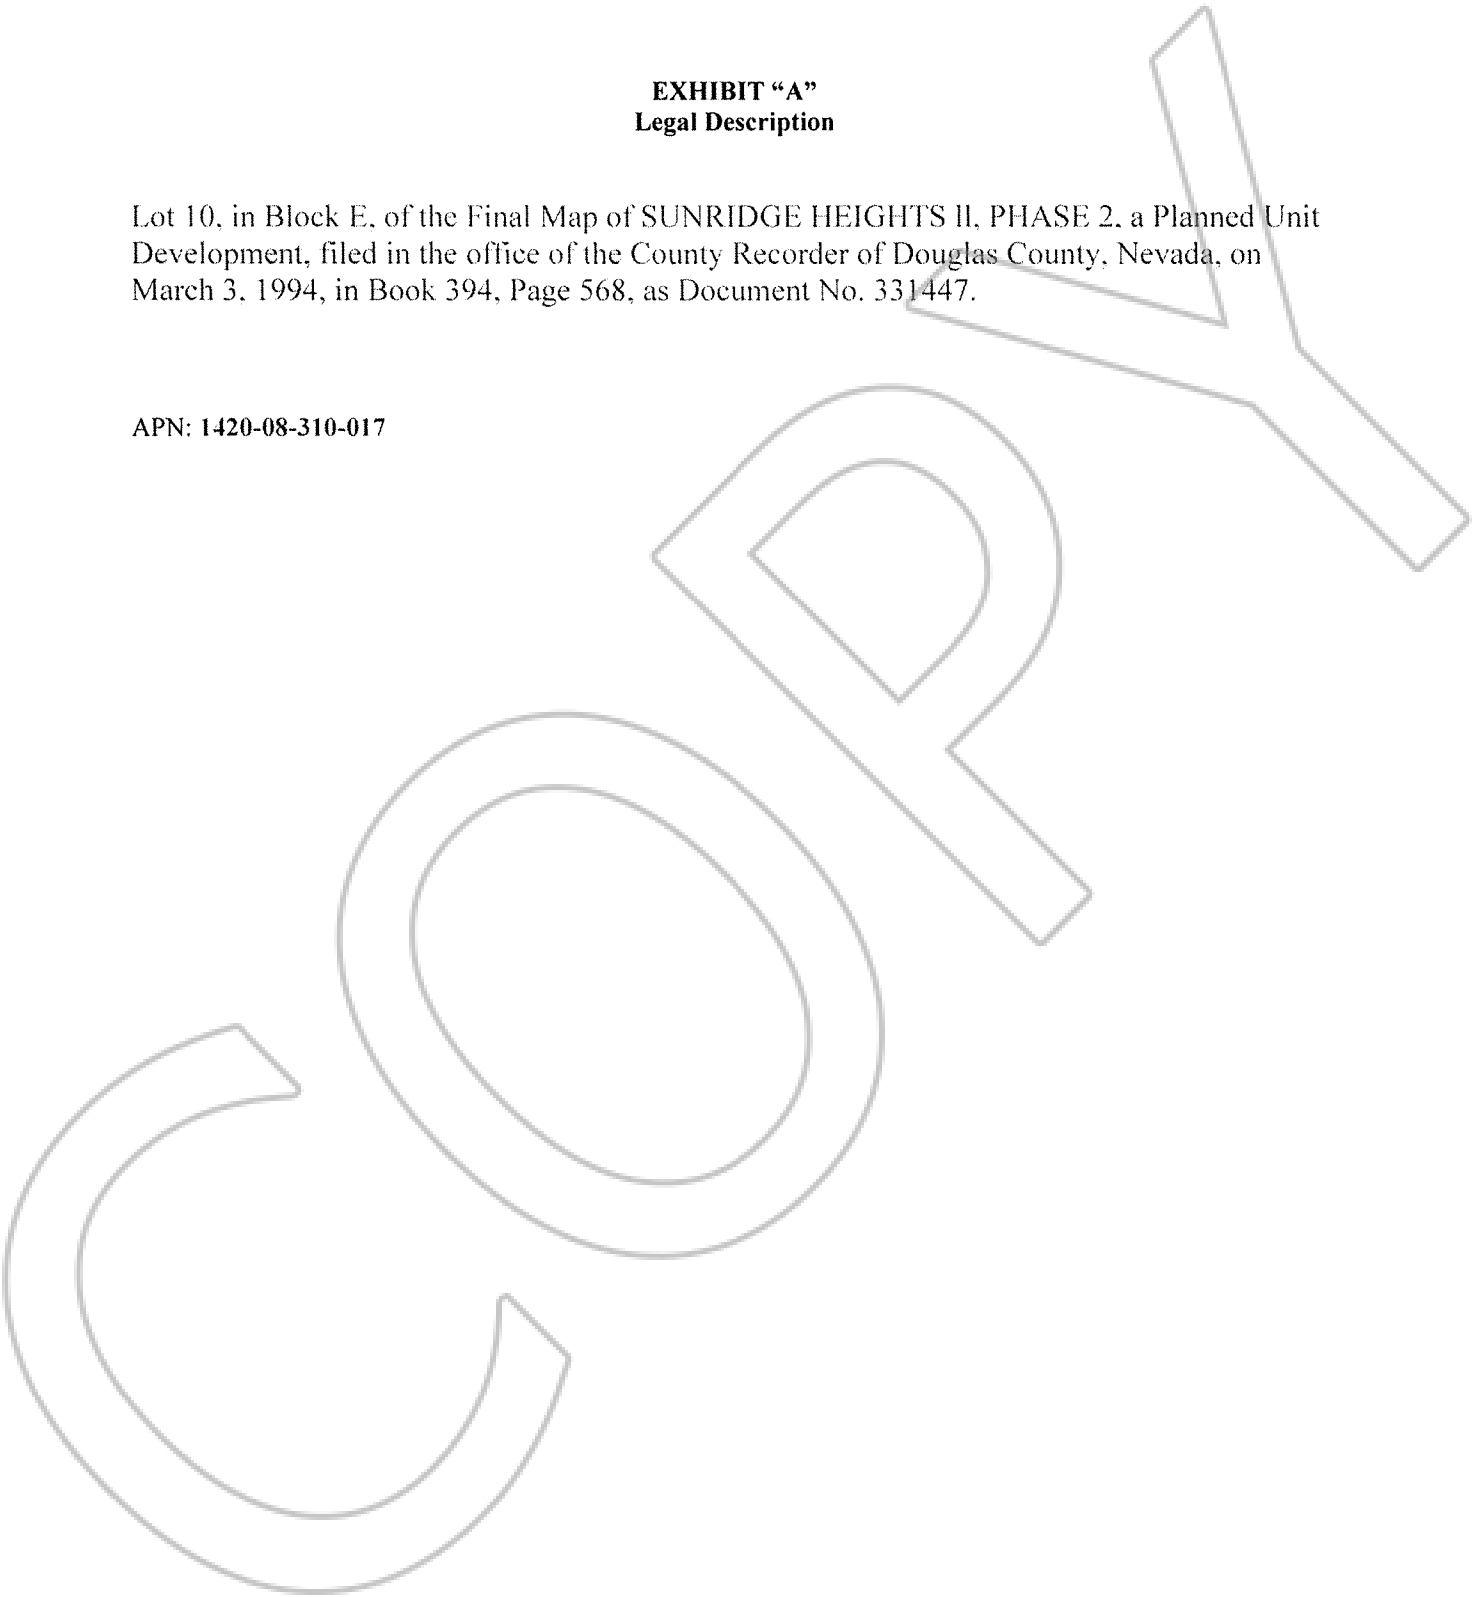 EXHIBIT “A”
Legal Description
Lot 10, in Block E, of the Final Map of SUNRIDGE HEIGHTS II, PHASE 2, a Planned Unit
Development, filed in the office of the County Recorder of Douglas County, Nevada, on
March 3, 1994, in Book 394, Page 568, as Document No. 331447.
APN: 1420-08-310-017
COPY